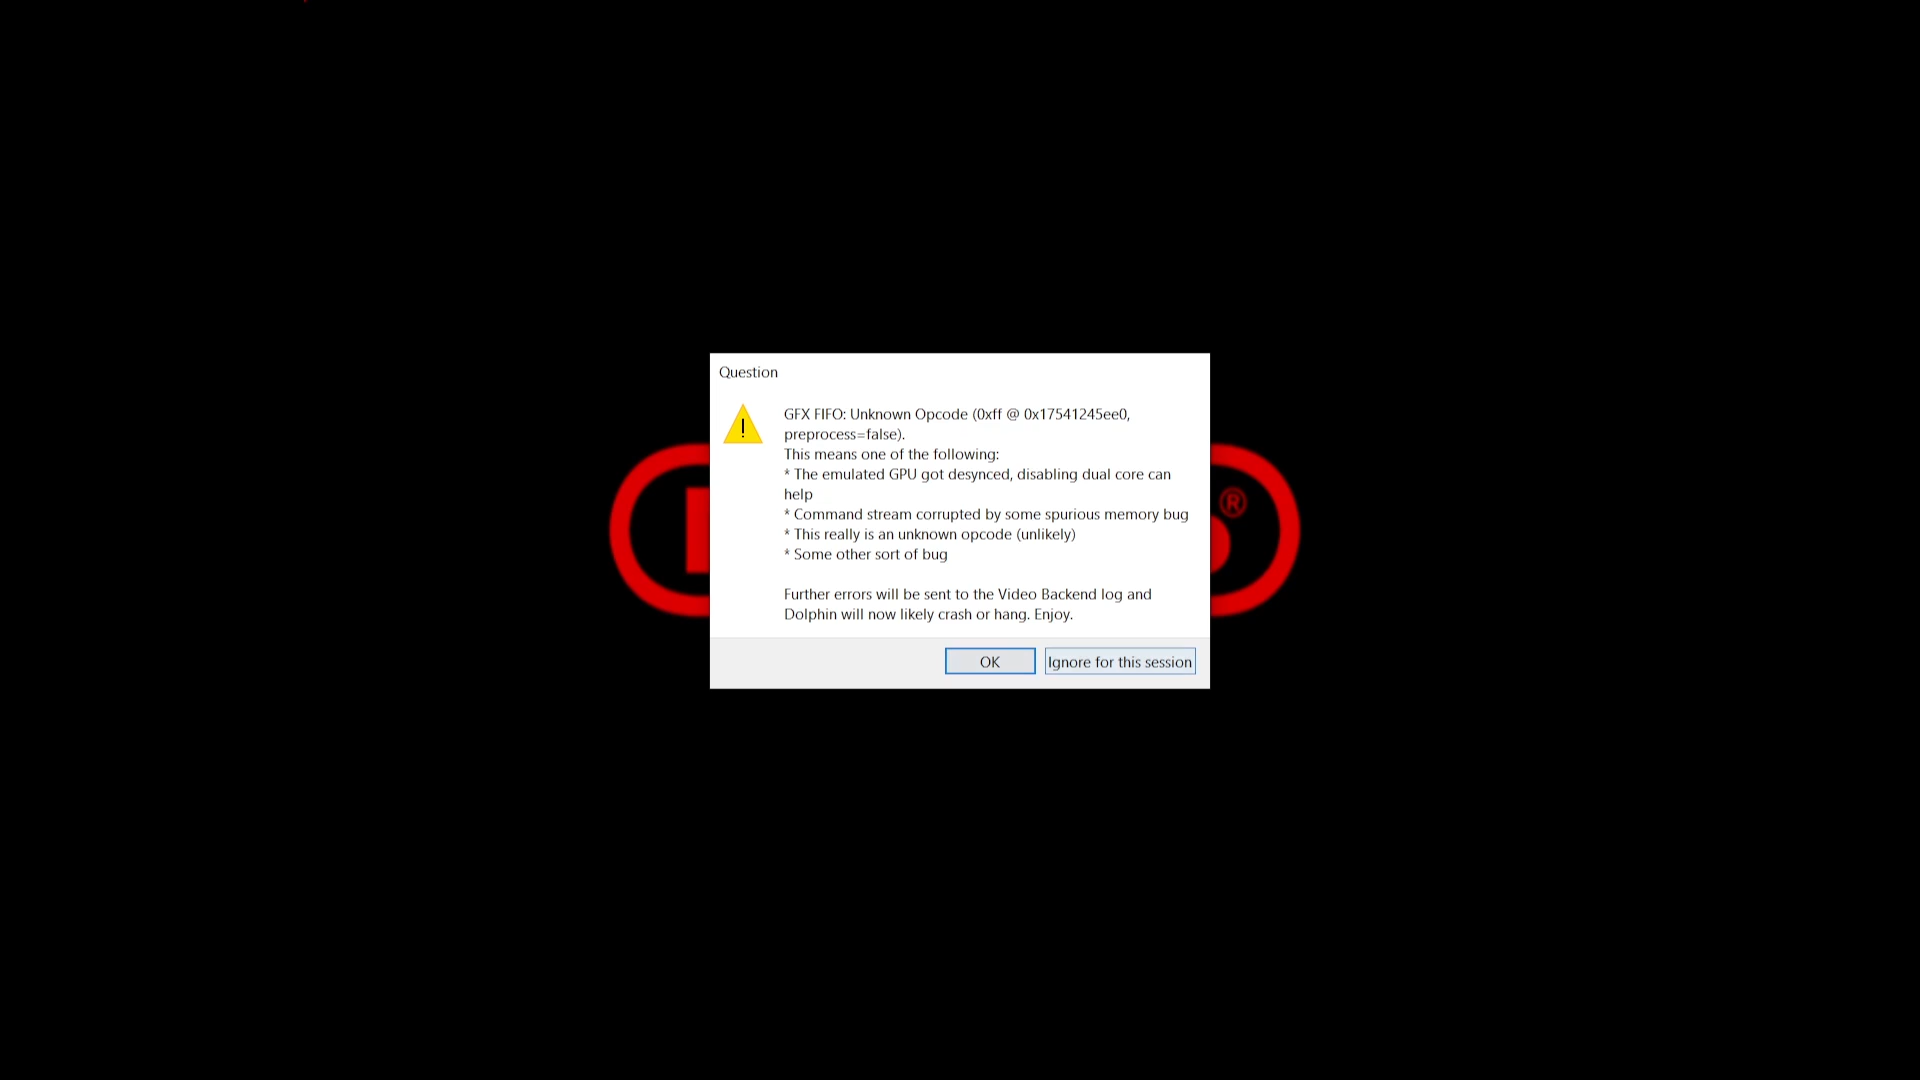 Question
GFX FIFO: Unknown Opcode (0xff @ 0x17541245ee0,
preprocess=false).
This means one of the following:
* The emulated GPU got desynced, disabling dual core can
help
* Command stream corrupted by some spurious memory bug
* This really is an unknown opcode (unlikely)
* Some other sort of bug
Further errors will be sent to the Video Backend log and
Dolphin will now likely crash or hang. Enjoy.
OK
Ignore for this session
®